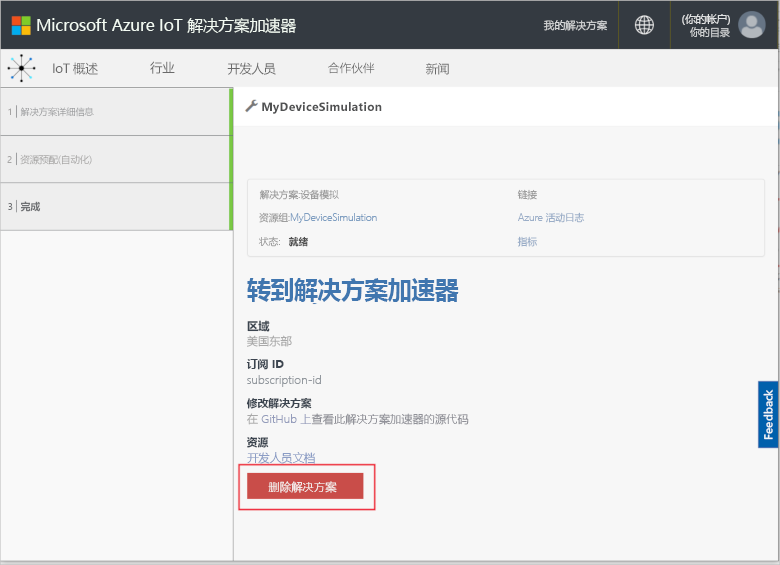 Microsoft Azure IoT 解决方案加速器
我的解决方案
(你的帐户)
你的目录
IoT 概述
行业
开发人员
合作伙伴
新闻
1 | 解决方案详细信息
2 | 资源预配(自动化)
3 | 完成
MyDeviceSimulation
解决方案:设备模拟
链接
资源组:MyDeviceSimulation
Azure 活动日志
状态: 就绪
指标
转到解决方案加速器
区域
美国东部
订阅 ID
subscription-id
修改解决方案
在 GitHub 上查看此解决方案加速器的源代码
资源
开发人员文档
删除解决方案
Feedback